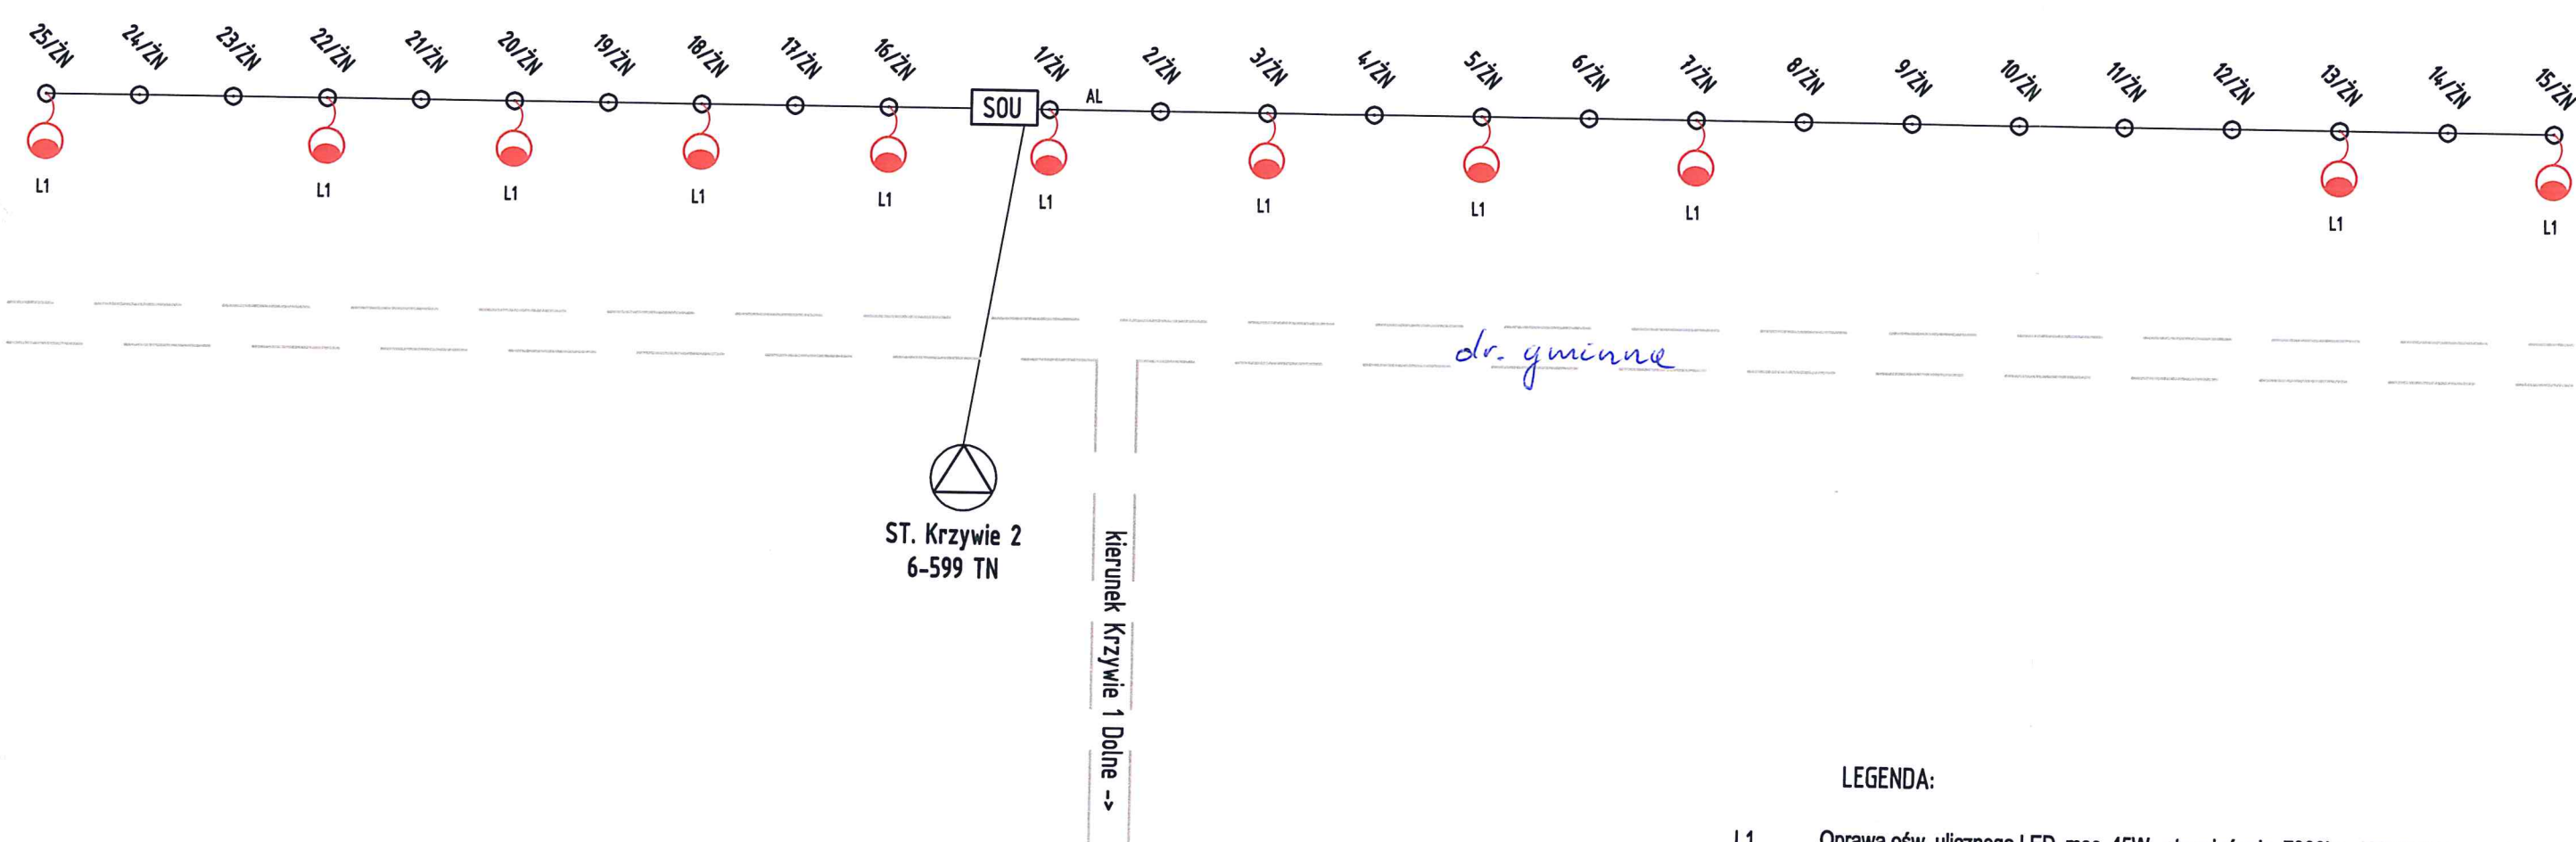 25/ŻN 24/ŻN 23/ŻN 22/ŻN 21/ŻN 20/ŻN 19/ŻN 18/ŻN 17/ŻN 16/ŻN 1/ŻN 2/ŻN 3/ŻN 4/ŻN 5/ŻN 6/ŻN 7/ŻN 8/ŻN 9/ŻN 10/ŻN 11/ŻN 12/ŻN 13/ŻN 14/ŻN 15/ŻN
SOU AL
L1 L1 L1 L1 L1 L1 L1 L1 L1 L1 L1
dr. gminna
ST. Krzywie 2
6-599 TN
kierunek Krzywie 1 Dolne ->
LEGENDA:
L1 Oprawa ośw. ulicznego LED, moc 45W